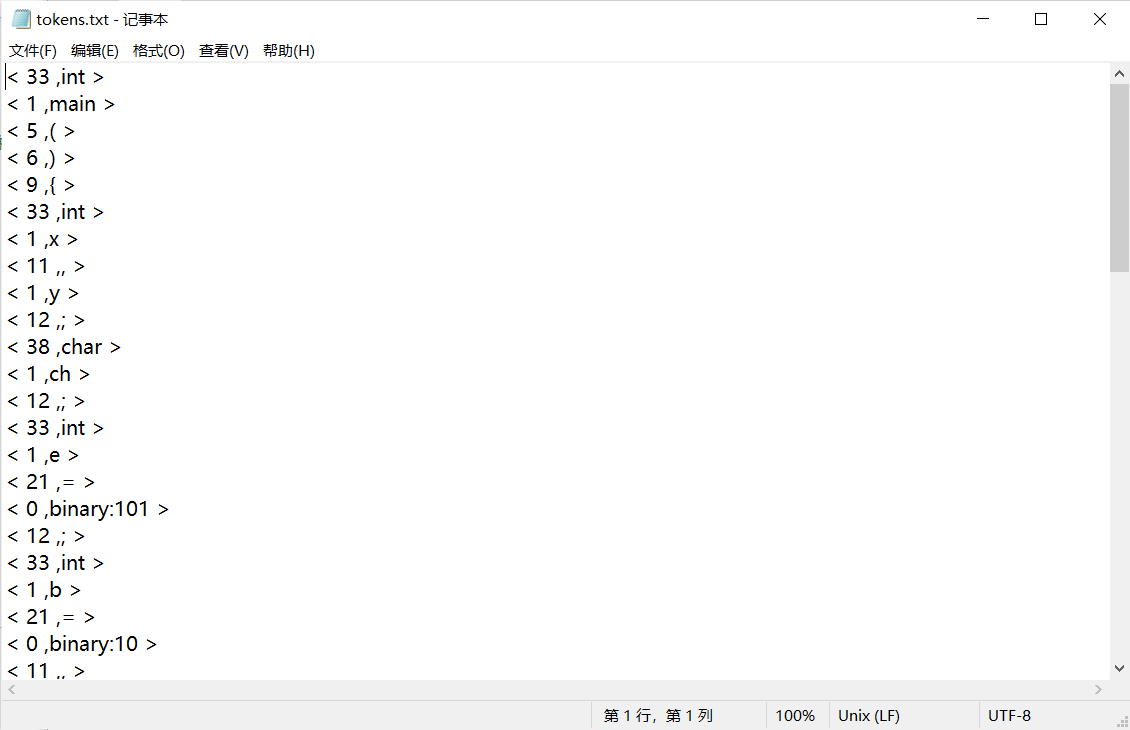 tokens.txt - 记事本
文件(F) 编辑(E) 格式(O) 查看(V) 帮助(H)
< 33 ,int >
< 1 ,main >
< 5 ,( >
< 6 ,) >
< 9 ,{ >
< 33 ,int >
< 1 ,x >
< 11 ,, >
< 1 ,y >
< 12 ,; >
< 38 ,char >
< 1 ,ch >
< 12 ,; >
< 33 ,int >
< 1 ,e >
< 21 ,= >
< 0 ,binary:101 >
< 12 ,; >
< 33 ,int >
< 1 ,b >
< 21 ,= >
< 0 ,binary:10 >
< 11 ,, >
第 1 行，第 1 列 100% Unix (LF) UTF-8